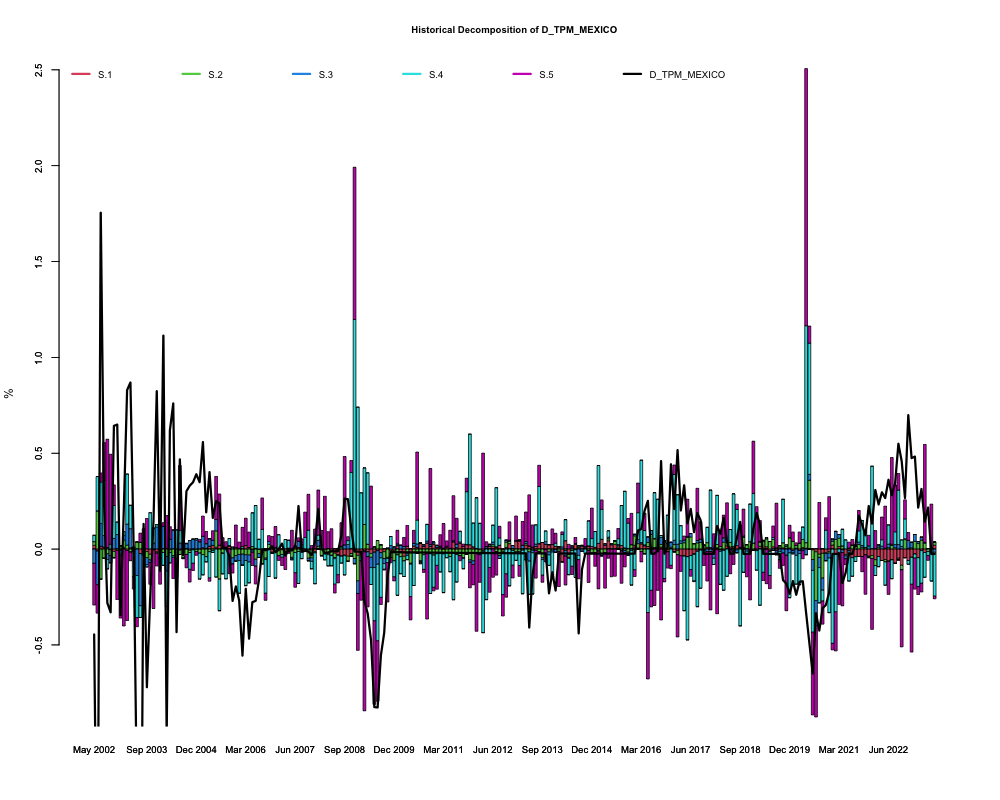 Historical Decomposition of D_TPM_MEXICO
S.1 S.2 S.3 S.4 S.5 D_TPM_MEXICO
2.5
2.0
1.5
1.0
0.5
0.0
-0.5
%
May 2002 Sep 2003 Dec 2004 Mar 2006 Jun 2007 Sep 2008 Dec 2009 Mar 2011 Jun 2012 Sep 2013 Dec 2014 Mar 2016 Jun 2017 Sep 2018 Dec 2019 Mar 2021 Jun 2022